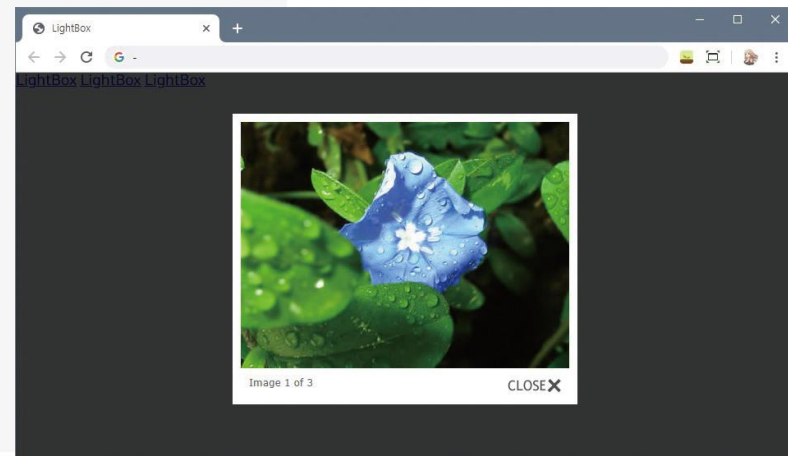 LightBox
G -
LightBox LightBox LightBox
Image 1 of 3
CLOSE